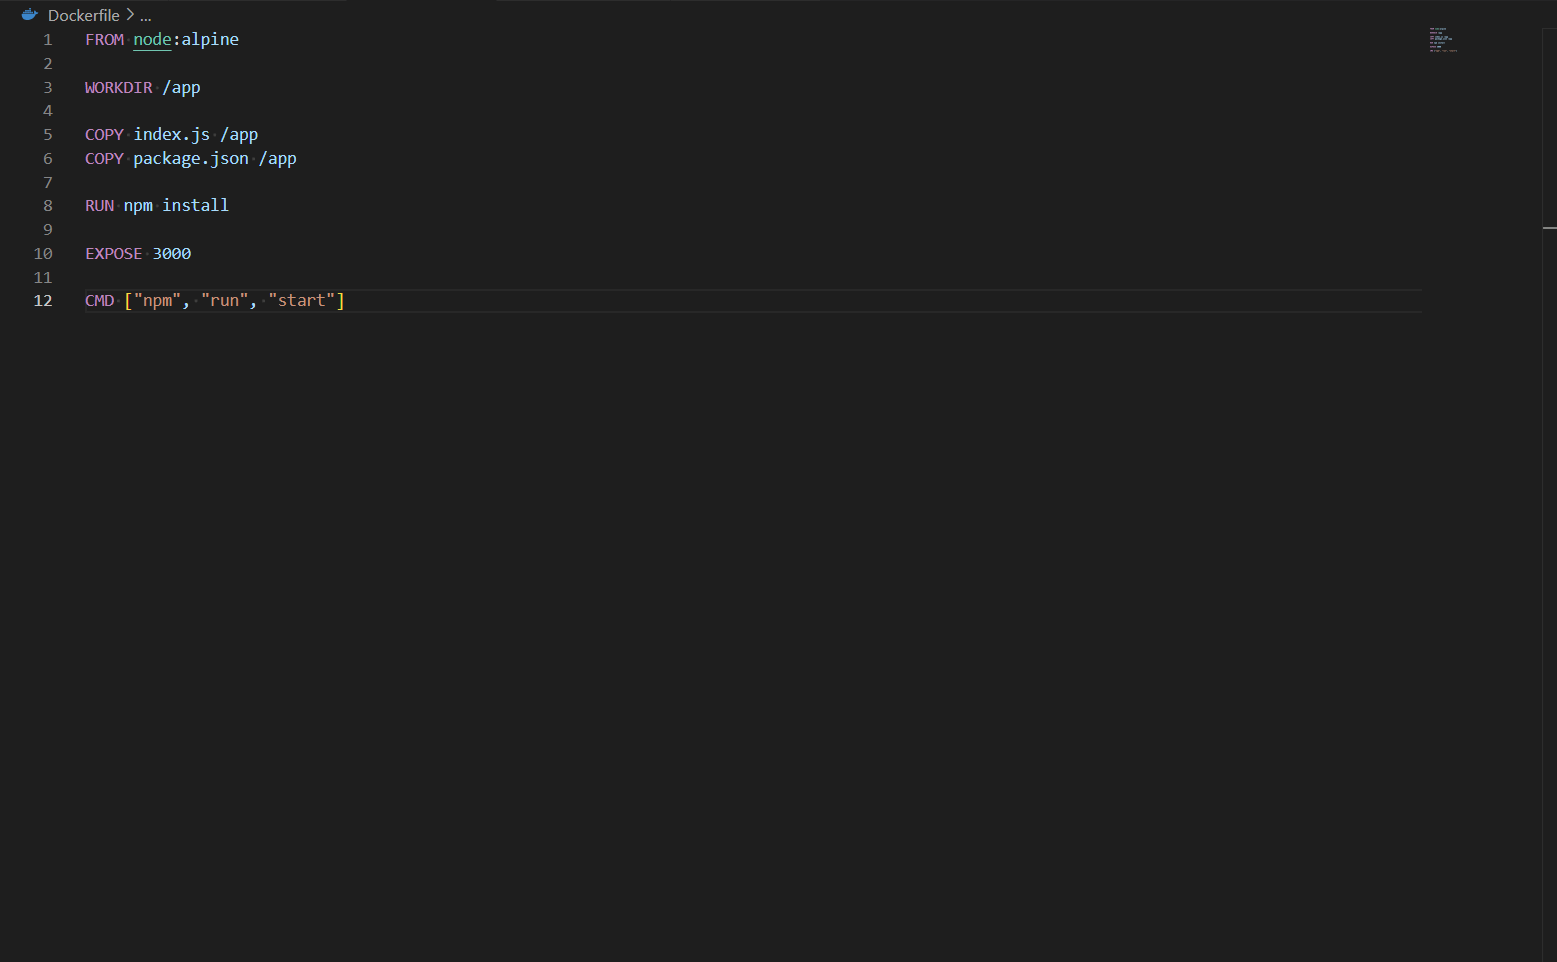 Dockerfile > ...
1 FROM node:alpine
2
3 WORKDIR /app
4
5 COPY index.js /app
6 COPY package.json /app
7
8 RUN npm install
9
10 EXPOSE 3000
11
12 CMD ["npm", "run", "start"]